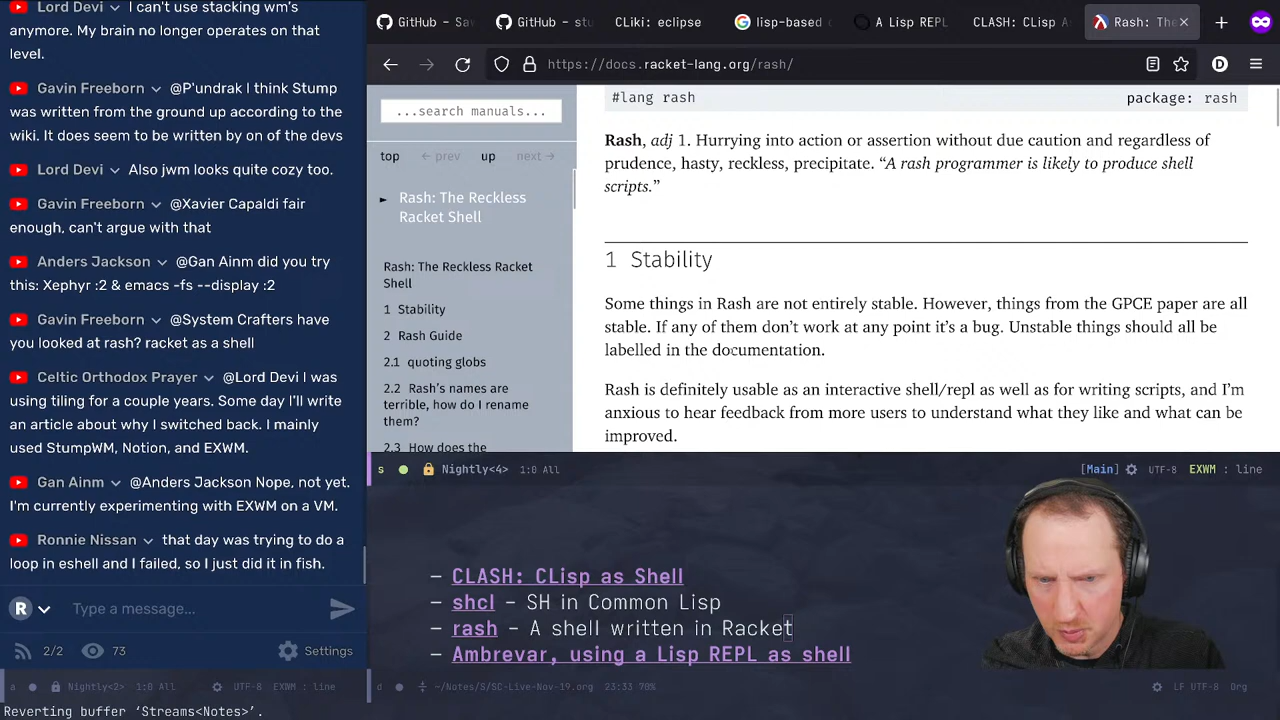 Lord Devi I can't use stacking wm's
anymore. My brain no longer operates on that
level.
Gavin Freeborn @P'undrak I think Stump
was written from the ground up according to the
wiki. It does seem to be written by on of the devs
Lord Devi Also jwm looks quite cozy too.
Gavin Freeborn @Xavier Capaldi fair
enough, can't argue with that
Anders Jackson @Gan Ainm did you try
this: Xephyr :2 & emacs -fs --display :2
Gavin Freeborn @System Crafters have
you looked at rash? racket as a shell
Celtic Orthodox Prayer @Lord Devi I was
using tiling for a couple years. Some day I'll write
an article about why I switched back. I mainly
used StumpWM, Notion, and EXWM.
Gan Ainm @Anders Jackson Nope, not yet.
I'm currently experimenting with EXWM on a VM.
Ronnie Nissan that day was trying to do a
loop in eshell and I failed, so I just did it in fish.
R Type a message...
2/2 73 Settings
a Nightly<2> 1:0 All UTF-8 EXWM : line
Reverting buffer ‘Streams<Notes>’.
GitHub - Sav GitHub - stu CLiki: eclipse lisp-based A Lisp REPL CLASH: CLisp A Rash: The
https://docs.racket-lang.org/rash/ D
...search manuals...
top ← prev up next →
► Rash: The Reckless
Racket Shell
Rash: The Reckless Racket
Shell
1 Stability
2 Rash Guide
2.1 quoting globs
2.2 Rash's names are
terrible, how do I rename
them?
2.3 How does the
#lang rash package: rash
Rash, adj 1. Hurrying into action or assertion without due caution and regardless of
prudence, hasty, reckless, precipitate. “A rash programmer is likely to produce shell
scripts.”
1 Stability
Some things in Rash are not entirely stable. However, things from the GPCE paper are all
stable. If any of them don’t work at any point it’s a bug. Unstable things should all be
labelled in the documentation.
Rash is definitely usable as an interactive shell/repl as well as for writing scripts, and I’m
anxious to hear feedback from more users to understand what they like and what can be
improved.
s Nightly<4> 1:0 All [Main] UTF-8 EXWM : line
– CLASH: CLisp as Shell
– shcl – SH in Common Lisp
– rash – A shell written in Racket
– Ambrevar, using a Lisp REPL as shell
d ~/Notes/S/SC-Live-Nov-19.org 23:33 70% LF UTF-8 Org